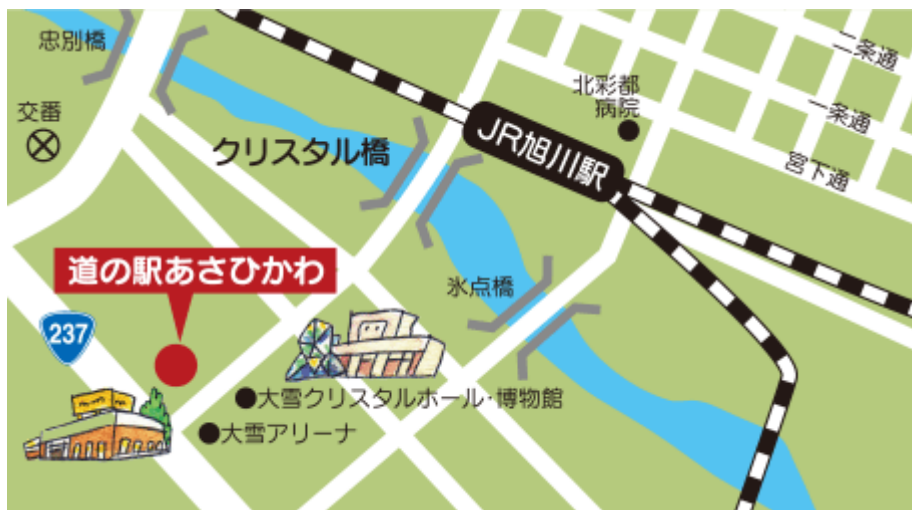 忠別橋
交番
クリスタル橋
JR旭川駅
北彩都
病院
二条通
一条通
宮下通
道の駅あさひかわ
氷点橋
237
●大雪クリスタルホール・博物館
●大雪アリーナ